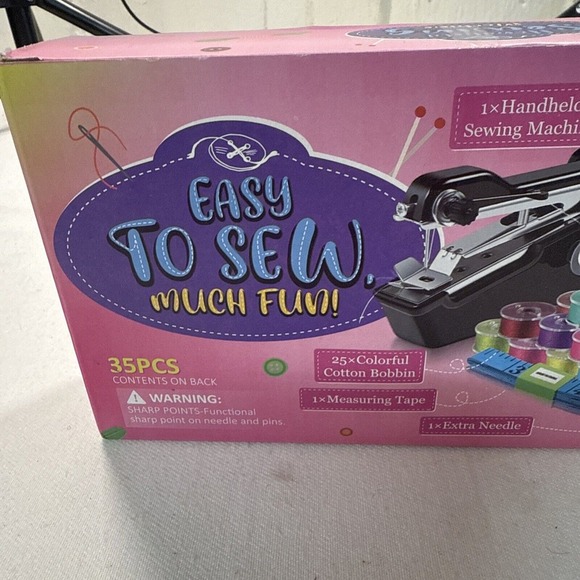 EASY
TO SEW,
MUCH FUN!
35PCS
CONTENTS ON BACK
WARNING:
SHARP POINTS-Functional
sharp point on needle and pins.
1×Handheld
Sewing Machin
25×Colorful
Cotton Bobbin
1×Measuring Tape
1×Extra Needle